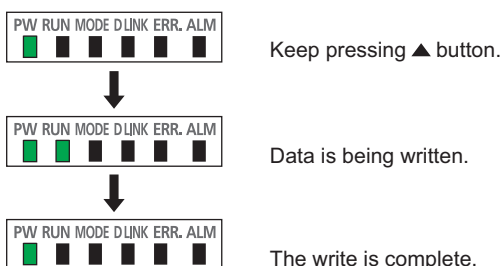 PW RUN MODE D LINK ERR. ALM
Keep pressing ▲ button.
PW RUN MODE D LINK ERR. ALM
Data is being written.
PW RUN MODE D LINK ERR. ALM
The write is complete.